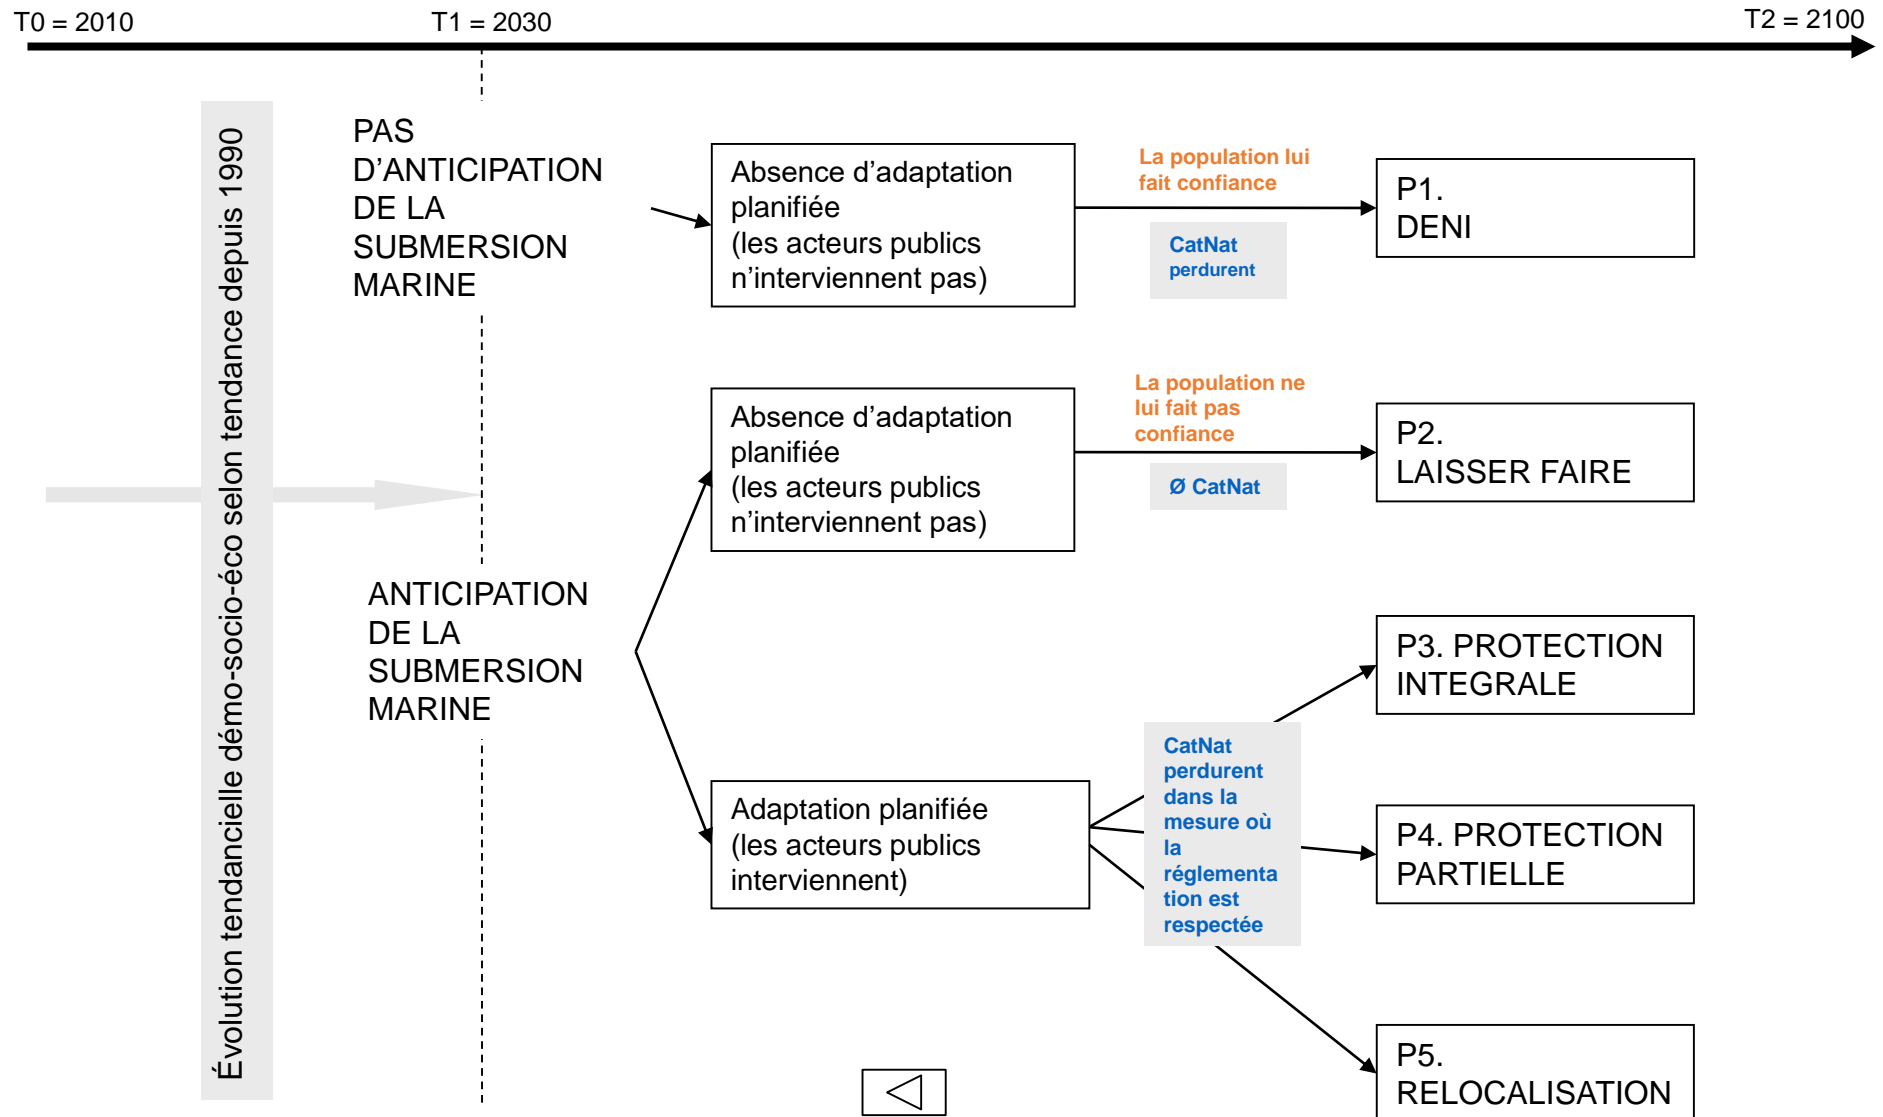 T0 = 2010
T1 = 2030
T2 = 2100
Évolution tendancielle démo-socio-éco selon tendance depuis 1990
PAS
D’ANTICIPATION
DE LA
SUBMERSION
MARINE
Absence d’adaptation
planifiée
(les acteurs publics
n’interviennent pas)
La population lui
fait confiance
CatNat
perdurent
P1.
DENI
Absence d’adaptation
planifiée
(les acteurs publics
n’interviennent pas)
La population ne
lui fait pas
confiance
Ø CatNat
P2.
LAISSER FAIRE
ANTICIPATION
DE LA
SUBMERSION
MARINE
Adaptation planifiée
(les acteurs publics
interviennent)
CatNat
perdurent
dans la
mesure où
la
réglementa
tion est
respectée
P3. PROTECTION
INTEGRALE
P4. PROTECTION
PARTIELLE
P5.
RELOCALISATION